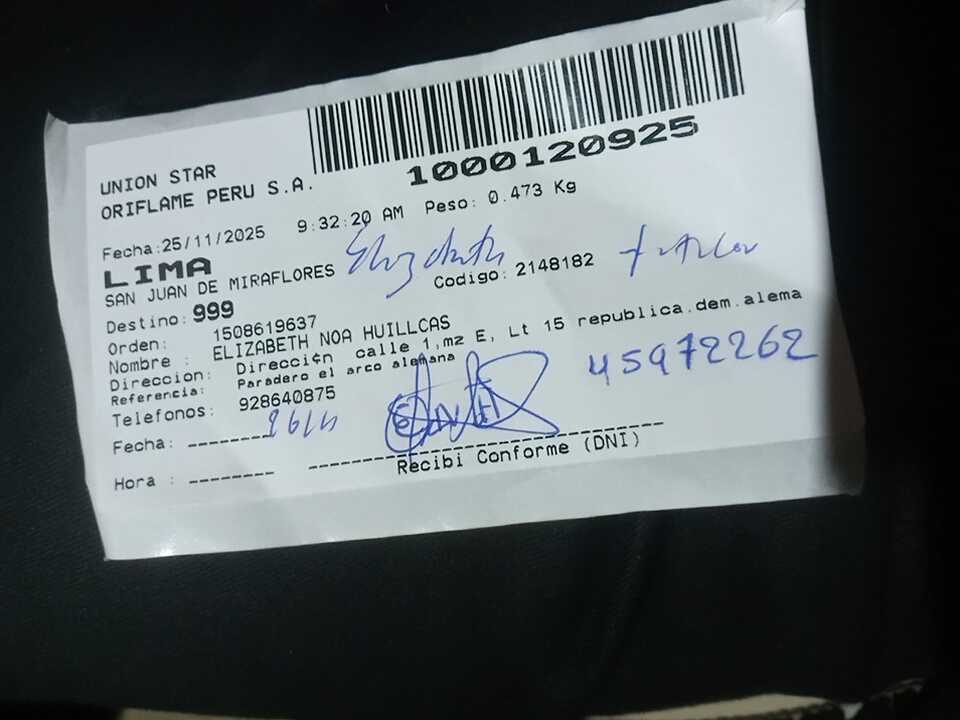 1000120925
UNION STAR
ORIFLAME PERU S.A.
Fecha:25/11/2025 9:32:20 AM Peso: 0.473 Kg
LIMA
SAN JUAN DE MIRAFLORES Elizabeth
Codigo: 2148182
Destino: 999
Orden: 1508619637
Nombre : ELIZABETH NOA HUILLCAS
Direccion: Direcci¢n calle 1,mz E, Lt 15 republica.dem.alema
Referencia: Paradero el arco alemana
Telefonos: 928640875
45972262
Fecha: -------- 26/11
Hora : --------
Recibi Conforme (DNI)